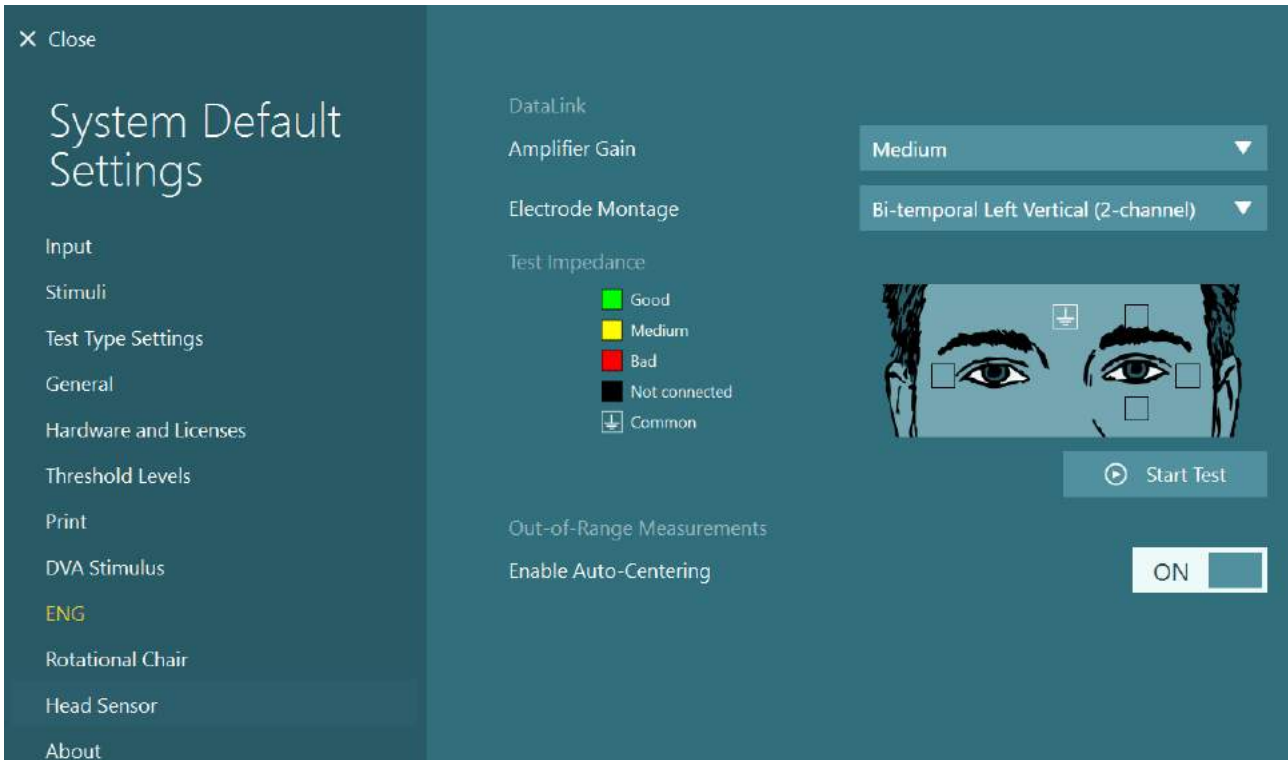 Close
System Default
Settings
Input
Stimuli
Test Type Settings
General
Hardware and Licenses
Threshold Levels
Print
DVA Stimulus
ENG
Rotational Chair
Head Sensor
About
DataLink
Amplifier Gain
Medium
Electrode Montage
Bi-temporal Left Vertical (2-channel)
Test Impedance
Good
Medium
Bad
Not connected
Common
Start Test
Out-of-Range Measurements
Enable Auto-Centering
ON